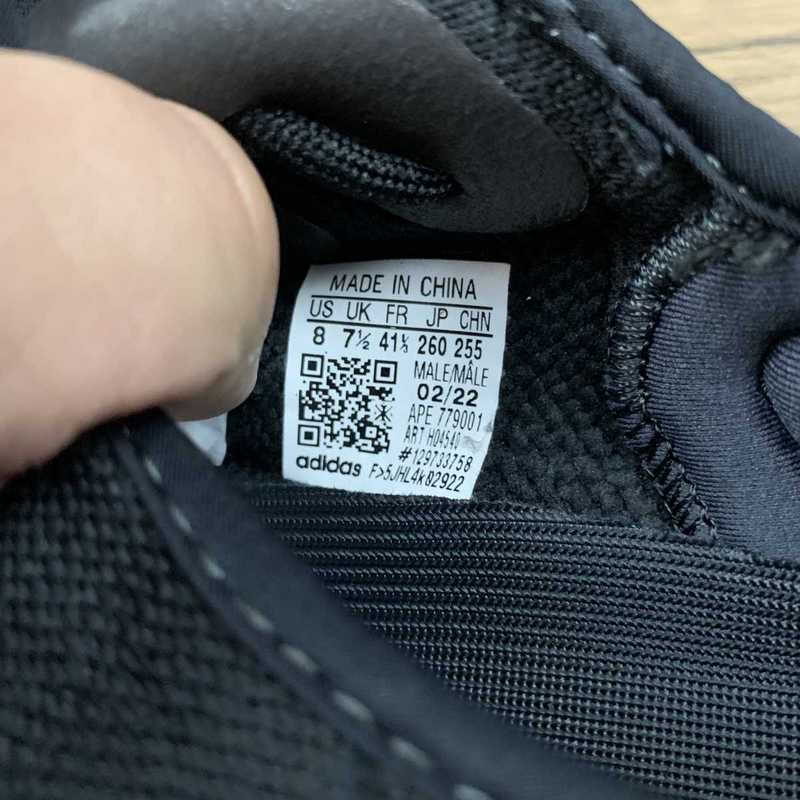 MADE IN CHINA
US UK FR JP CHN
8 7½ 41⅓ 260 255
MALE/MÂLE
02/22
APE 779001
ART H04540
#129733758
adidas F>5JHL4k02922